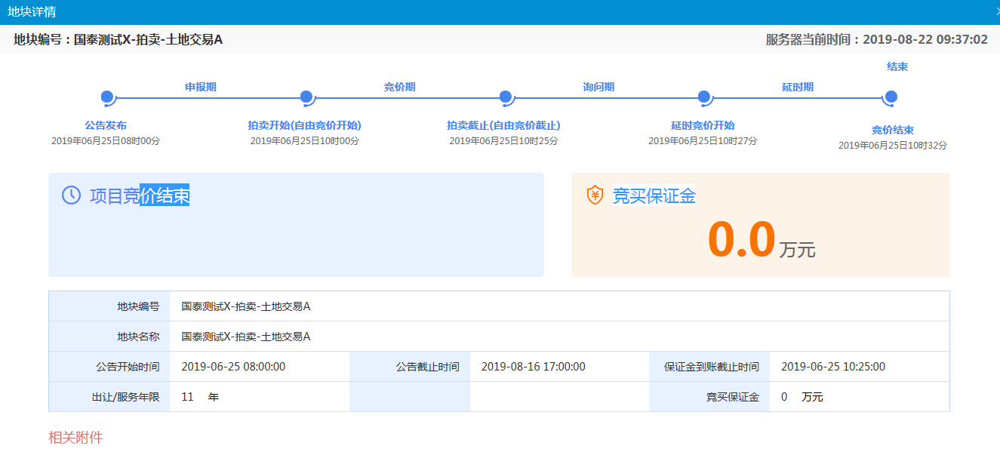 地块详情
地块编号：国泰测试X-拍卖-土地交易A 服务器当前时间：2019-08-22 09:37:02
结束
申报期 竞价期 询问期 延时期
公告发布 拍卖开始(自由竞价开始) 拍卖截止(自由竞价截止) 延时竞价开始 竞价结束
2019年06月25日08时00分 2019年06月25日10时00分 2019年06月25日10时25分 2019年06月25日10时27分 2019年06月25日10时32分
项目竞价结束 竞买保证金
0.0万元
地块编号 国泰测试X-拍卖-土地交易A
地块名称 国泰测试X-拍卖-土地交易A
公告开始时间 2019-06-25 08:00:00 公告截止时间 2019-08-16 17:00:00 保证金到账截止时间 2019-06-25 10:25:00
出让/服务年限 11 年 竞买保证金 0 万元
相关附件